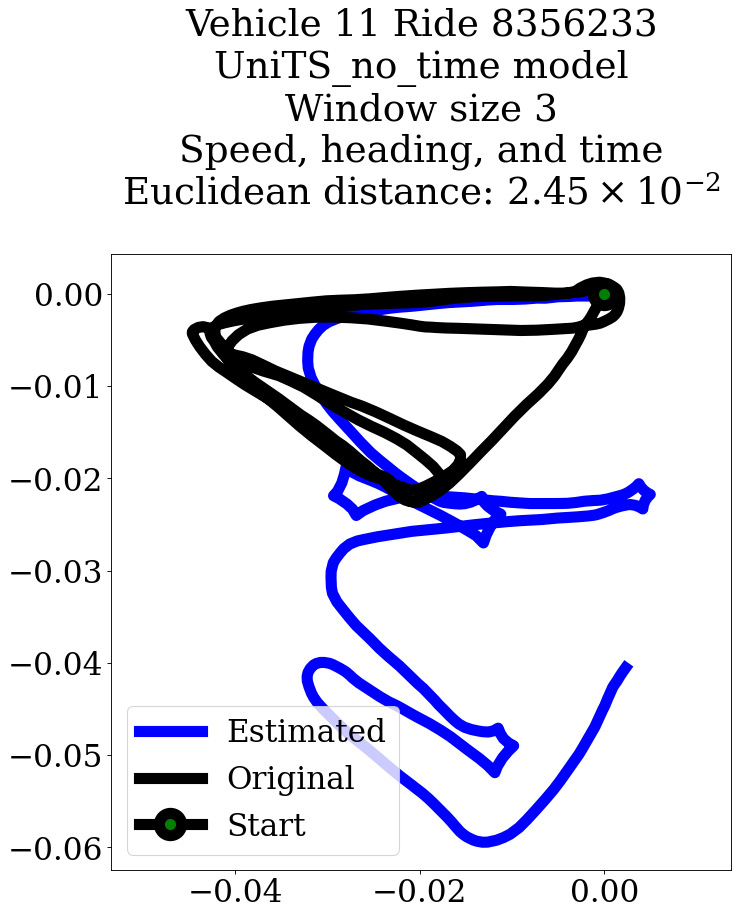 Vehicle 11 Ride 8356233
UniTS_no_time model
Window size 3
Speed, heading, and time
Euclidean distance: 2.45 × 10⁻²
0.00
−0.01
−0.02
−0.03
−0.04
−0.05
−0.06
Estimated
Original
Start
−0.04 −0.02 0.00